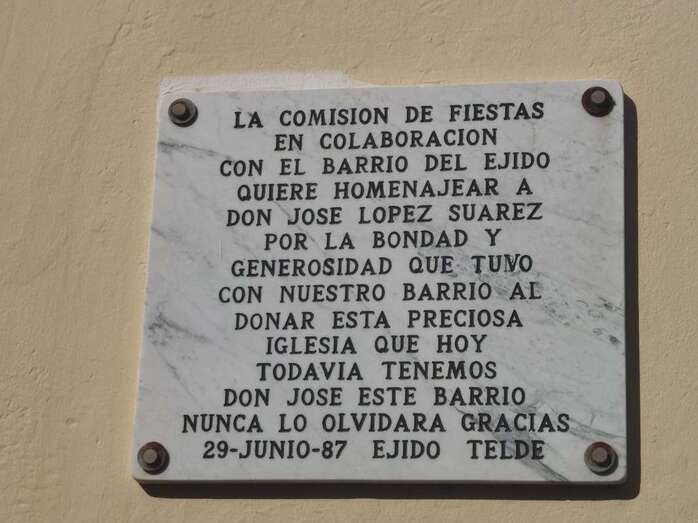 LA COMISION DE FIESTAS
EN COLABORACION
CON EL BARRIO DEL EJIDO
QUIERE HOMENAJEAR A
DON JOSE LOPEZ SUAREZ
POR LA BONDAD Y
GENEROSIDAD QUE TUVO
CON NUESTRO BARRIO AL
DONAR ESTA PRECIOSA
IGLESIA QUE HOY
TODAVIA TENEMOS
DON JOSE ESTE BARRIO
NUNCA LO OLVIDARA GRACIAS
29-JUNIO-87 EJIDO TELDE